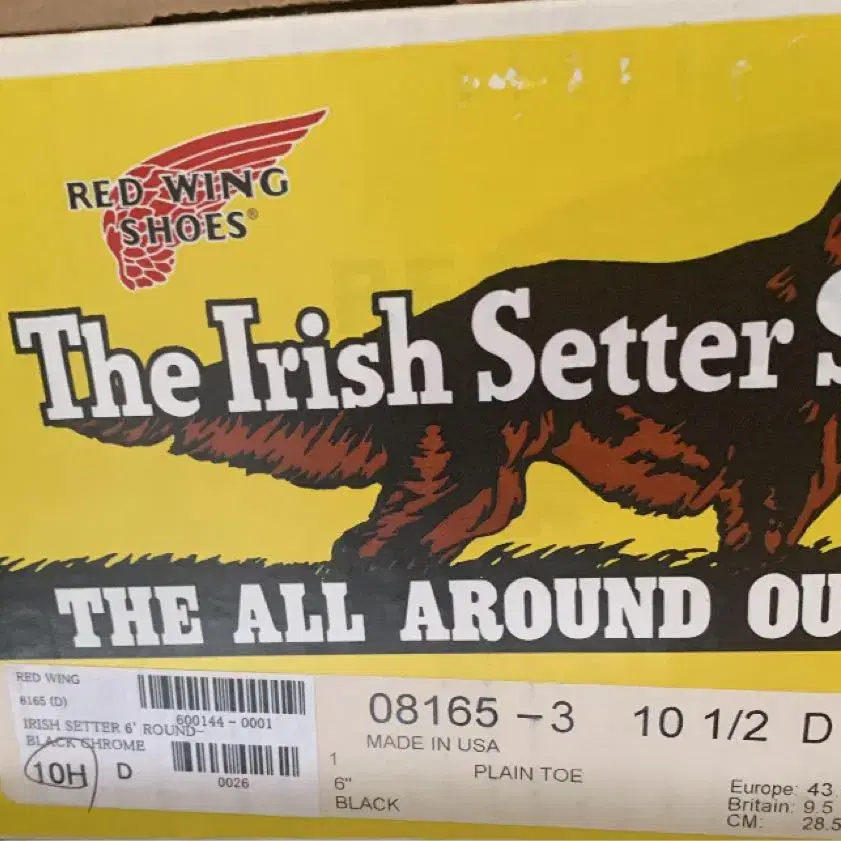 RED WING
SHOES®
The Irish Setter
THE ALL AROUND OU
RED WING
8165 (D)
600144-0001
IRISH SETTER 6' ROUND-
BLACK CHROME
10H D
0026
08165 -3 10 1/2 D
MADE IN USA
1
PLAIN TOE
6"
BLACK
Europe: 43.
Britain: 9.5
CM: 28.5